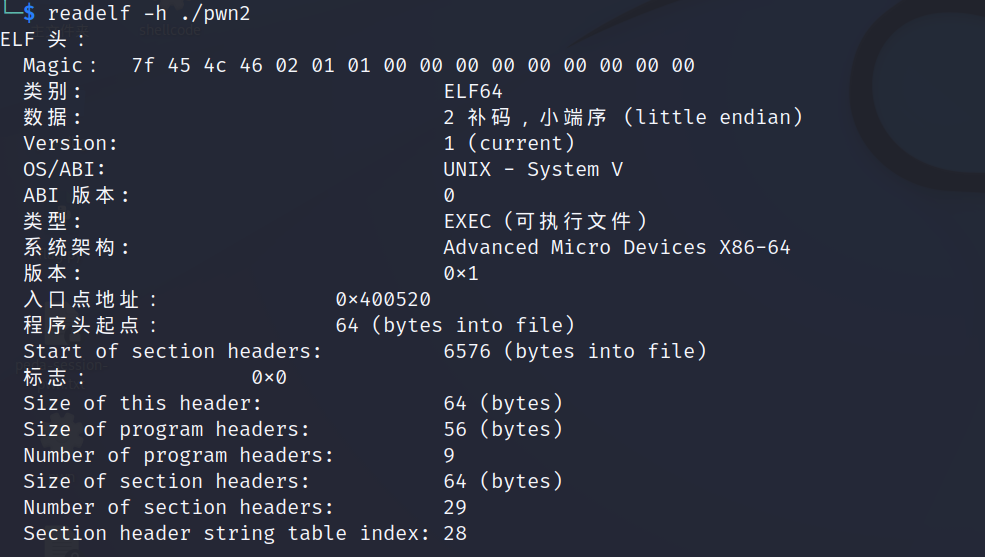 └─$ readelf -h ./pwn2
ELF 头：
Magic： 7f 45 4c 46 02 01 01 00 00 00 00 00 00 00 00 00
类别: ELF64
数据: 2 补码，小端序 (little endian)
Version: 1 (current)
OS/ABI: UNIX - System V
ABI 版本: 0
类型: EXEC (可执行文件)
系统架构: Advanced Micro Devices X86-64
版本: 0×1
入口点地址： 0×400520
程序头起点： 64 (bytes into file)
Start of section headers: 6576 (bytes into file)
标志： 0×0
Size of this header: 64 (bytes)
Size of program headers: 56 (bytes)
Number of program headers: 9
Size of section headers: 64 (bytes)
Number of section headers: 29
Section header string table index: 28